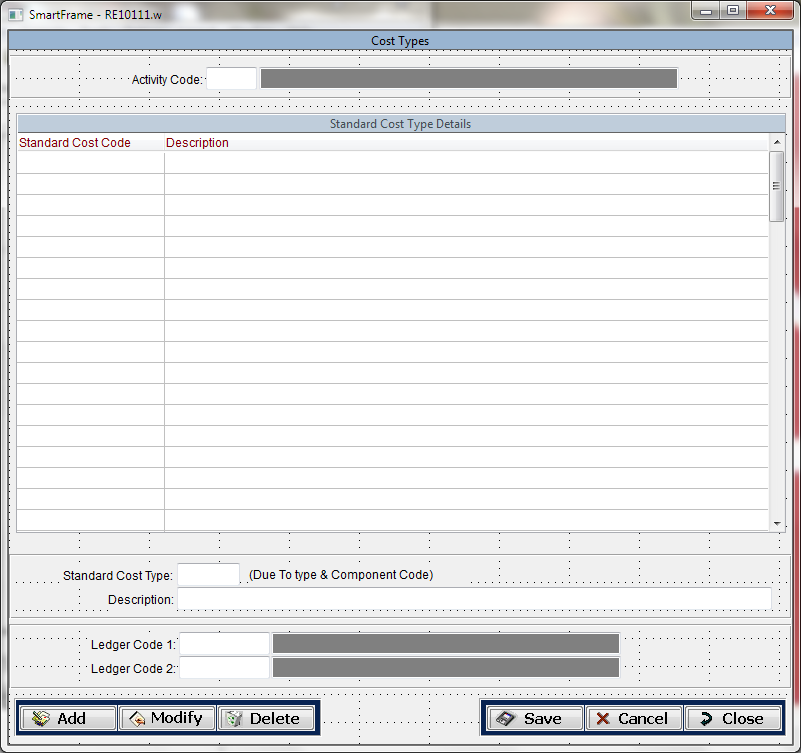 SmartFrame - RE10111.w
Cost Types
Activity Code:
Standard Cost Type Details
Standard Cost Code Description
Standard Cost Type: (Due To type & Component Code)
Description:
Ledger Code 1:
Ledger Code 2:
Add Modify Delete Save Cancel Close